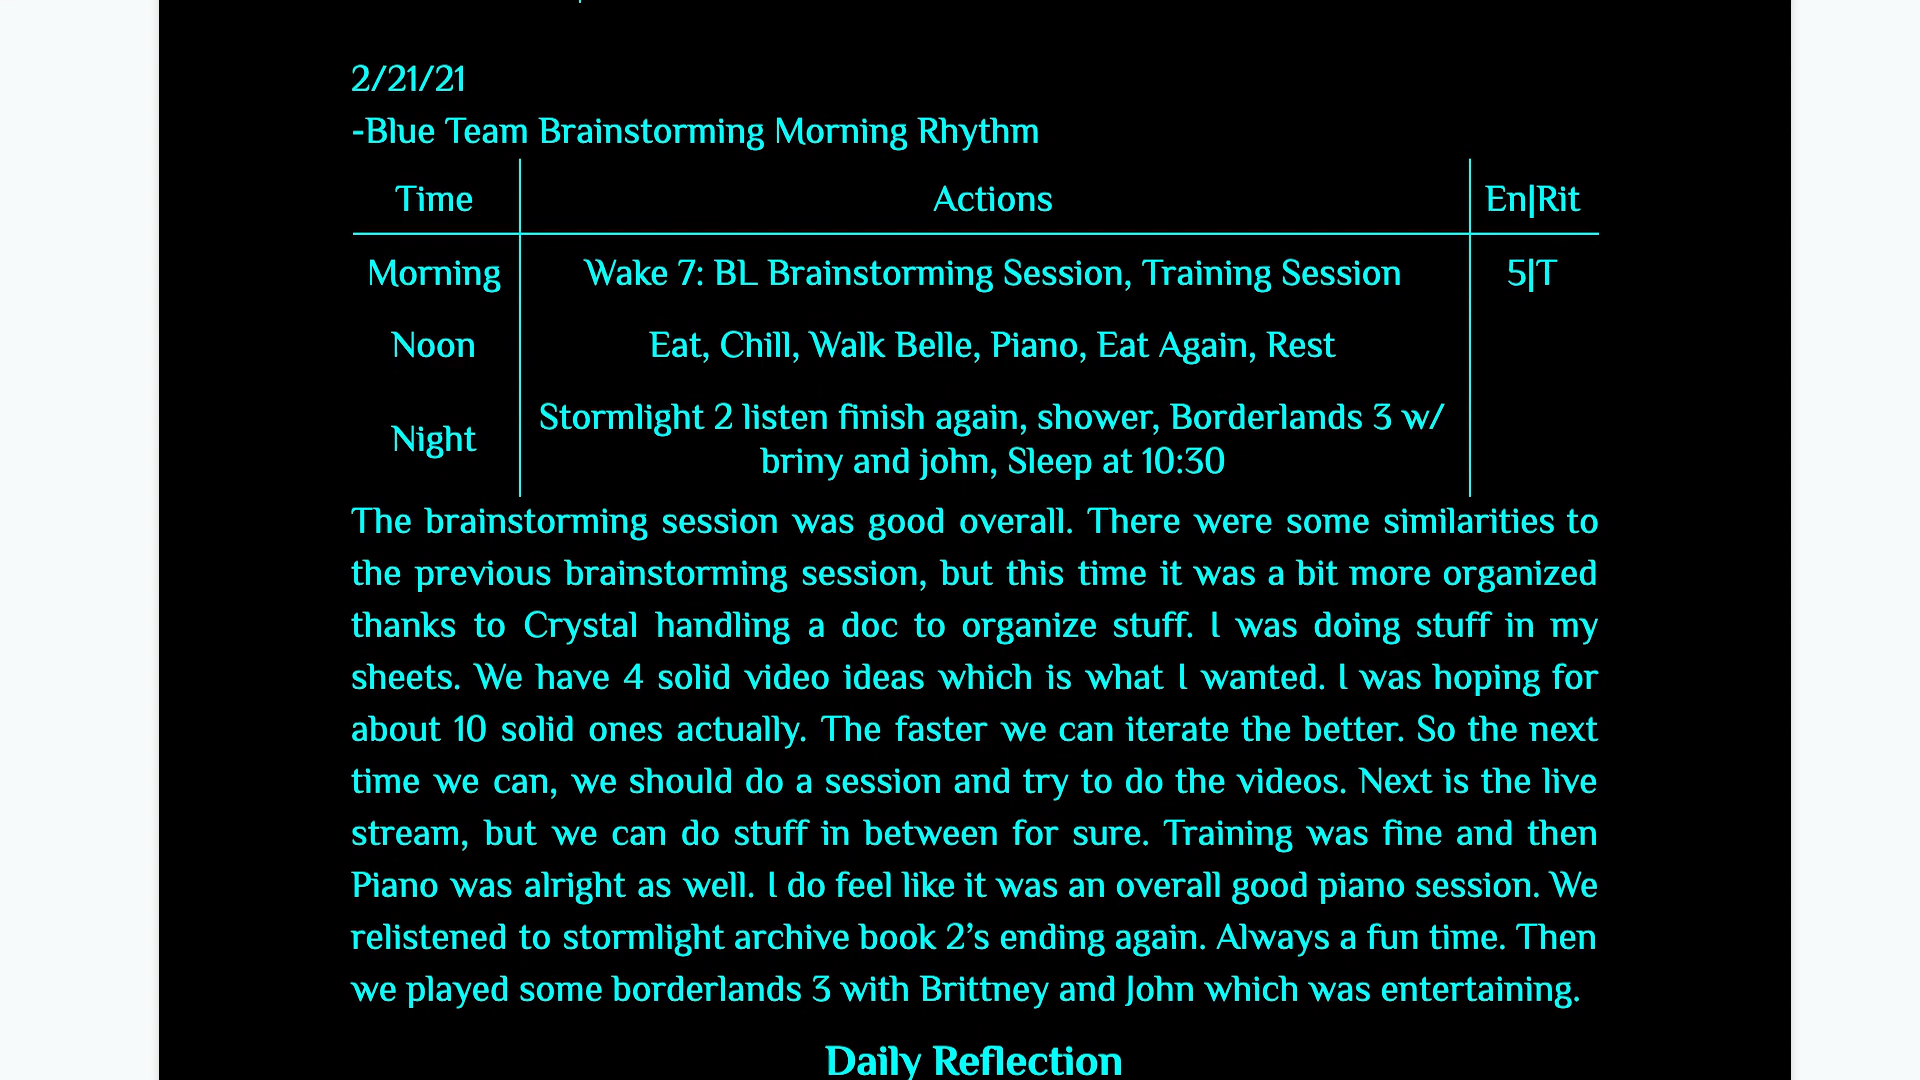 2/21/21
-Blue Team Brainstorming Morning Rhythm
Time Actions En|Rit
Morning Wake 7: BL Brainstorming Session, Training Session 5|T
Noon Eat, Chill, Walk Belle, Piano, Eat Again, Rest
Night Stormlight 2 listen finish again, shower, Borderlands 3 w/
briny and john, Sleep at 10:30
The brainstorming session was good overall. There were some similarities to
the previous brainstorming session, but this time it was a bit more organized
thanks to Crystal handling a doc to organize stuff. I was doing stuff in my
sheets. We have 4 solid video ideas which is what I wanted. I was hoping for
about 10 solid ones actually. The faster we can iterate the better. So the next
time we can, we should do a session and try to do the videos. Next is the live
stream, but we can do stuff in between for sure. Training was fine and then
Piano was alright as well. I do feel like it was an overall good piano session. We
relistened to stormlight archive book 2’s ending again. Always a fun time. Then
we played some borderlands 3 with Brittney and John which was entertaining.
Daily Reflection